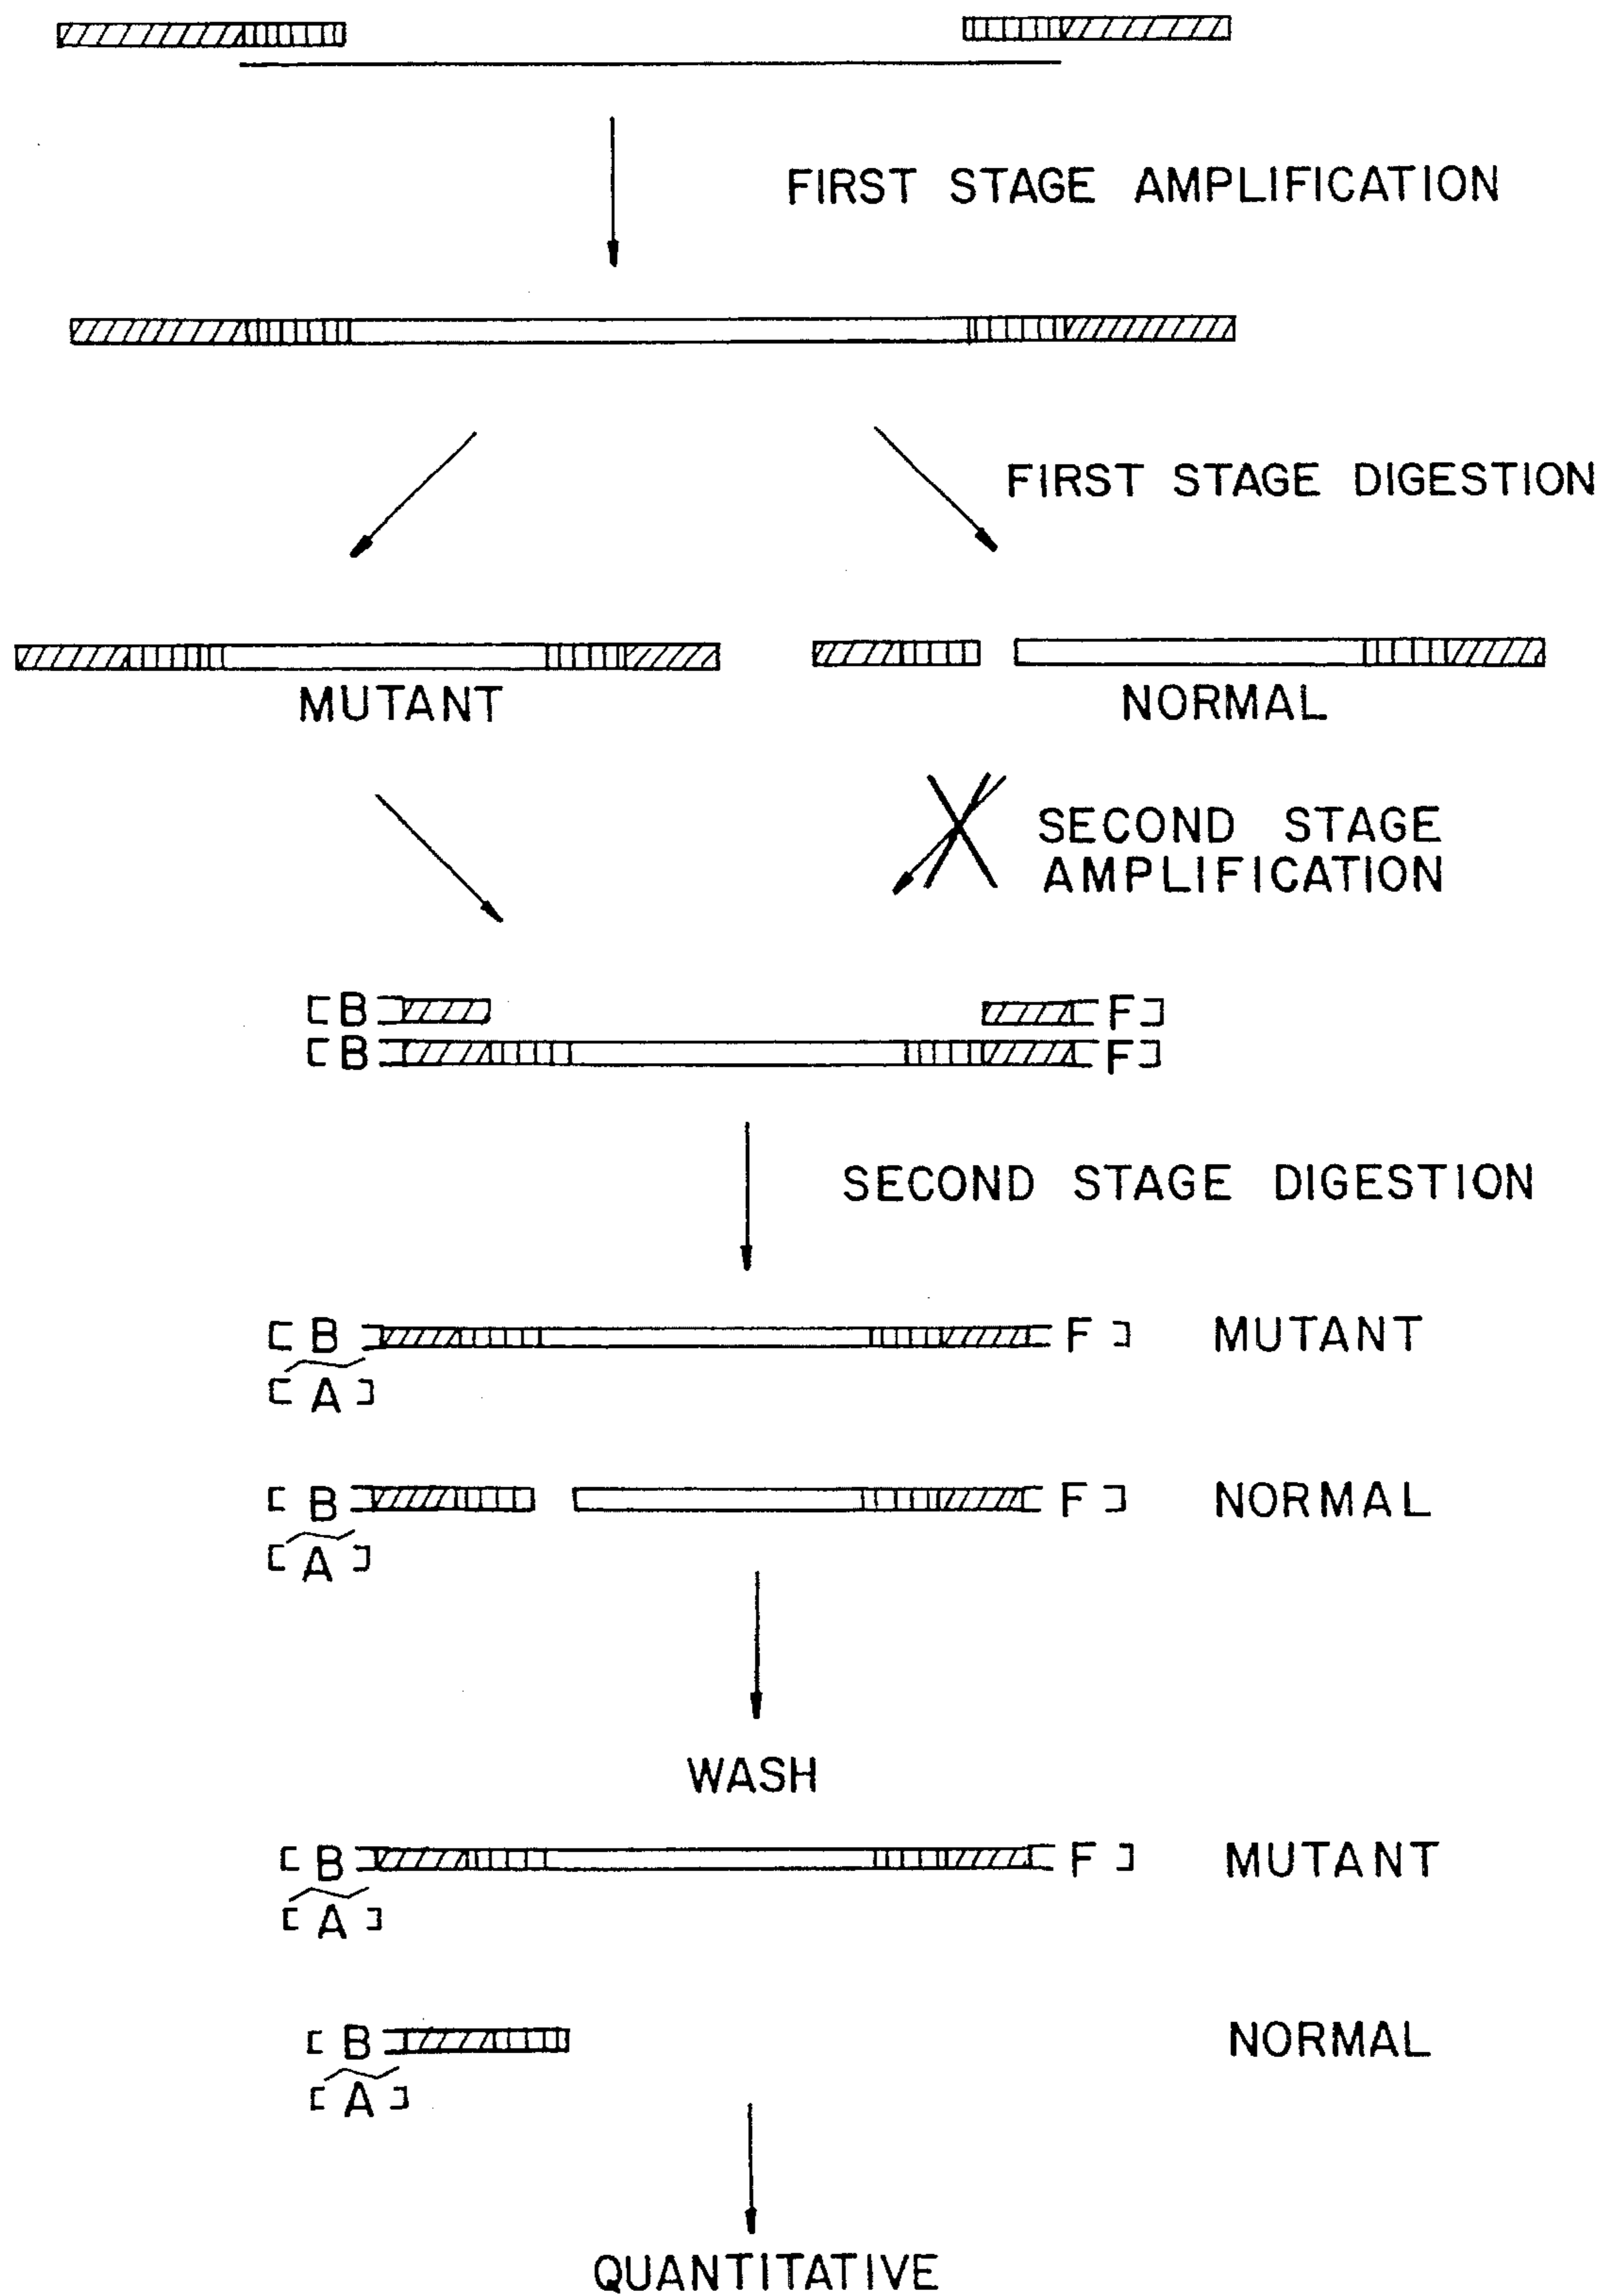 FIRST STAGE AMPLIFICATION
FIRST STAGE DIGESTION
MUTANT
NORMAL
SECOND STAGE
AMPLIFICATION
[B] [F]
[B] [F]
SECOND STAGE DIGESTION
[B] [F] MUTANT
[A]
[B] [F] NORMAL
[A]
WASH
[B] [F] MUTANT
[A]
[B] NORMAL
[A]
QUANTITATIVE